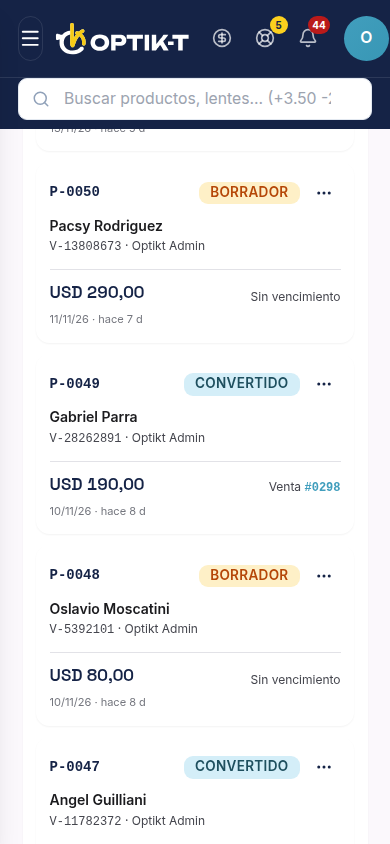 OPTIK-T
5
44
O
Buscar productos, lentes... (+3.50 -2
P-0050
BORRADOR
Pacsy Rodriguez
V-13808673 · Optikt Admin
USD 290,00
Sin vencimiento
11/11/26 · hace 7 d
P-0049
CONVERTIDO
Gabriel Parra
V-28262891 · Optikt Admin
USD 190,00
Venta #0298
10/11/26 · hace 8 d
P-0048
BORRADOR
Oslavio Moscatini
V-5392101 · Optikt Admin
USD 80,00
Sin vencimiento
10/11/26 · hace 8 d
P-0047
CONVERTIDO
Angel Guilliani
V-11782372 · Optikt Admin